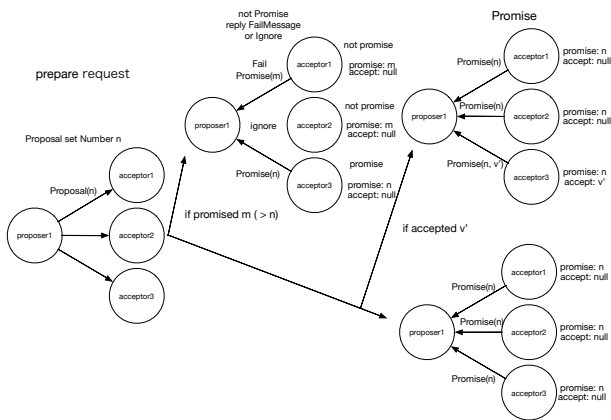 prepare request
Proposal set Number n
Proposal(n)
proposer1
acceptor1
acceptor2
acceptor3
not Promise
reply FailMessage
or Ignore
Fail
Promise(m)
ignore
Promise(n)
proposer1
acceptor1
not promise
promise: m
accept: null
acceptor2
not promise
promise: m
accept: null
acceptor3
promise
promise: n
accept: null
if promised m ( > n)
if accepted v'
Promise
Promise(n)
Promise(n)
Promise(n, v')
proposer1
acceptor1
promise: n
accept: null
acceptor2
promise: n
accept: null
acceptor3
promise: n
accept: v'
Promise(n)
Promise(n)
Promise(n)
proposer1
acceptor1
promise: n
accept: null
acceptor2
promise: n
accept: null
acceptor3
promise: n
accept: null